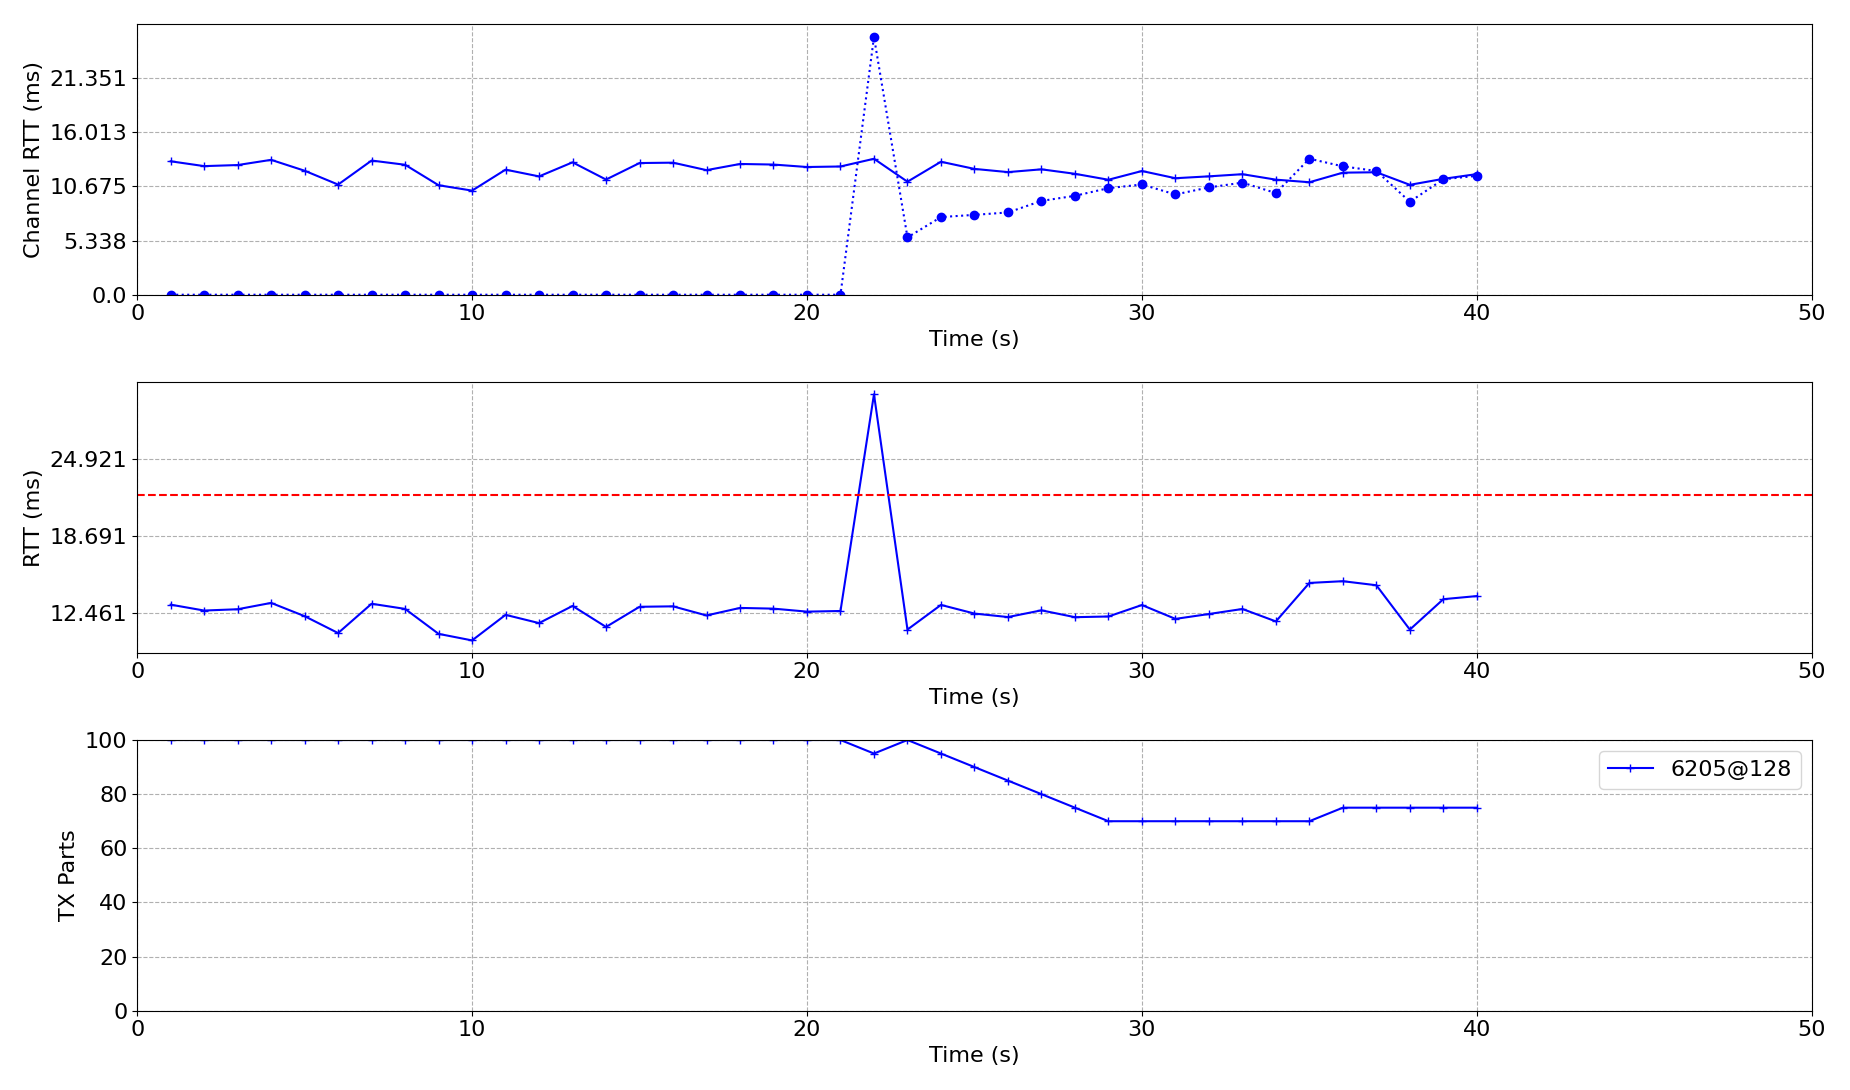 Channel RTT (ms)
21.351
16.013
10.675
5.338
0.0
0 10 20 30 40 50
Time (s)
RTT (ms)
24.921
18.691
12.461
0 10 20 30 40 50
Time (s)
TX Parts
100
80
60
40
20
0
6205@128
0 10 20 30 40 50
Time (s)